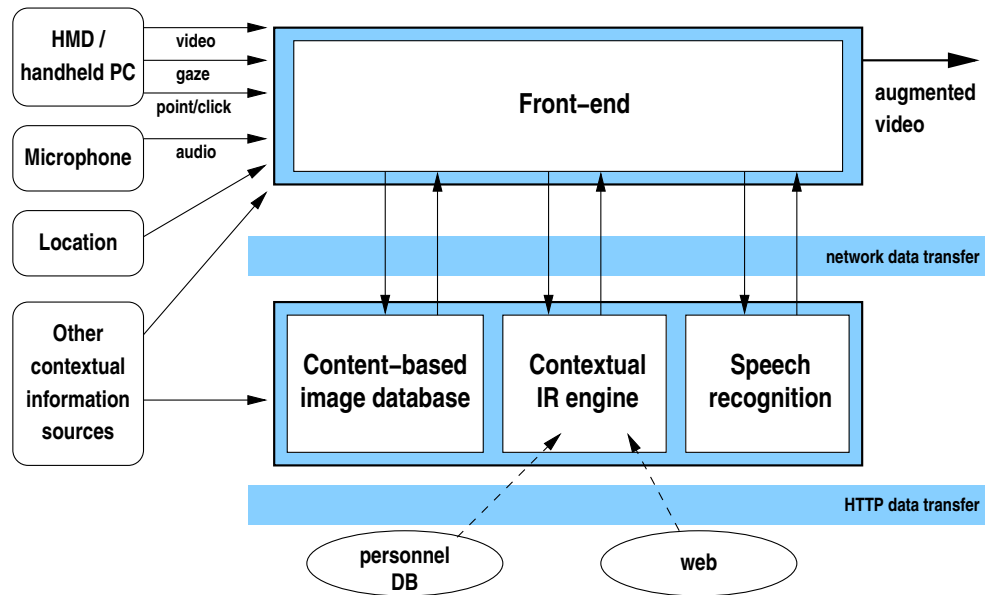 HMD /
handheld PC
video
gaze
point/click
Microphone
audio
Location
Other
contextual
information
sources
Front−end
augmented
video
network data transfer
Content−based
image database
Contextual
IR engine
Speech
recognition
HTTP data transfer
personnel
DB
web